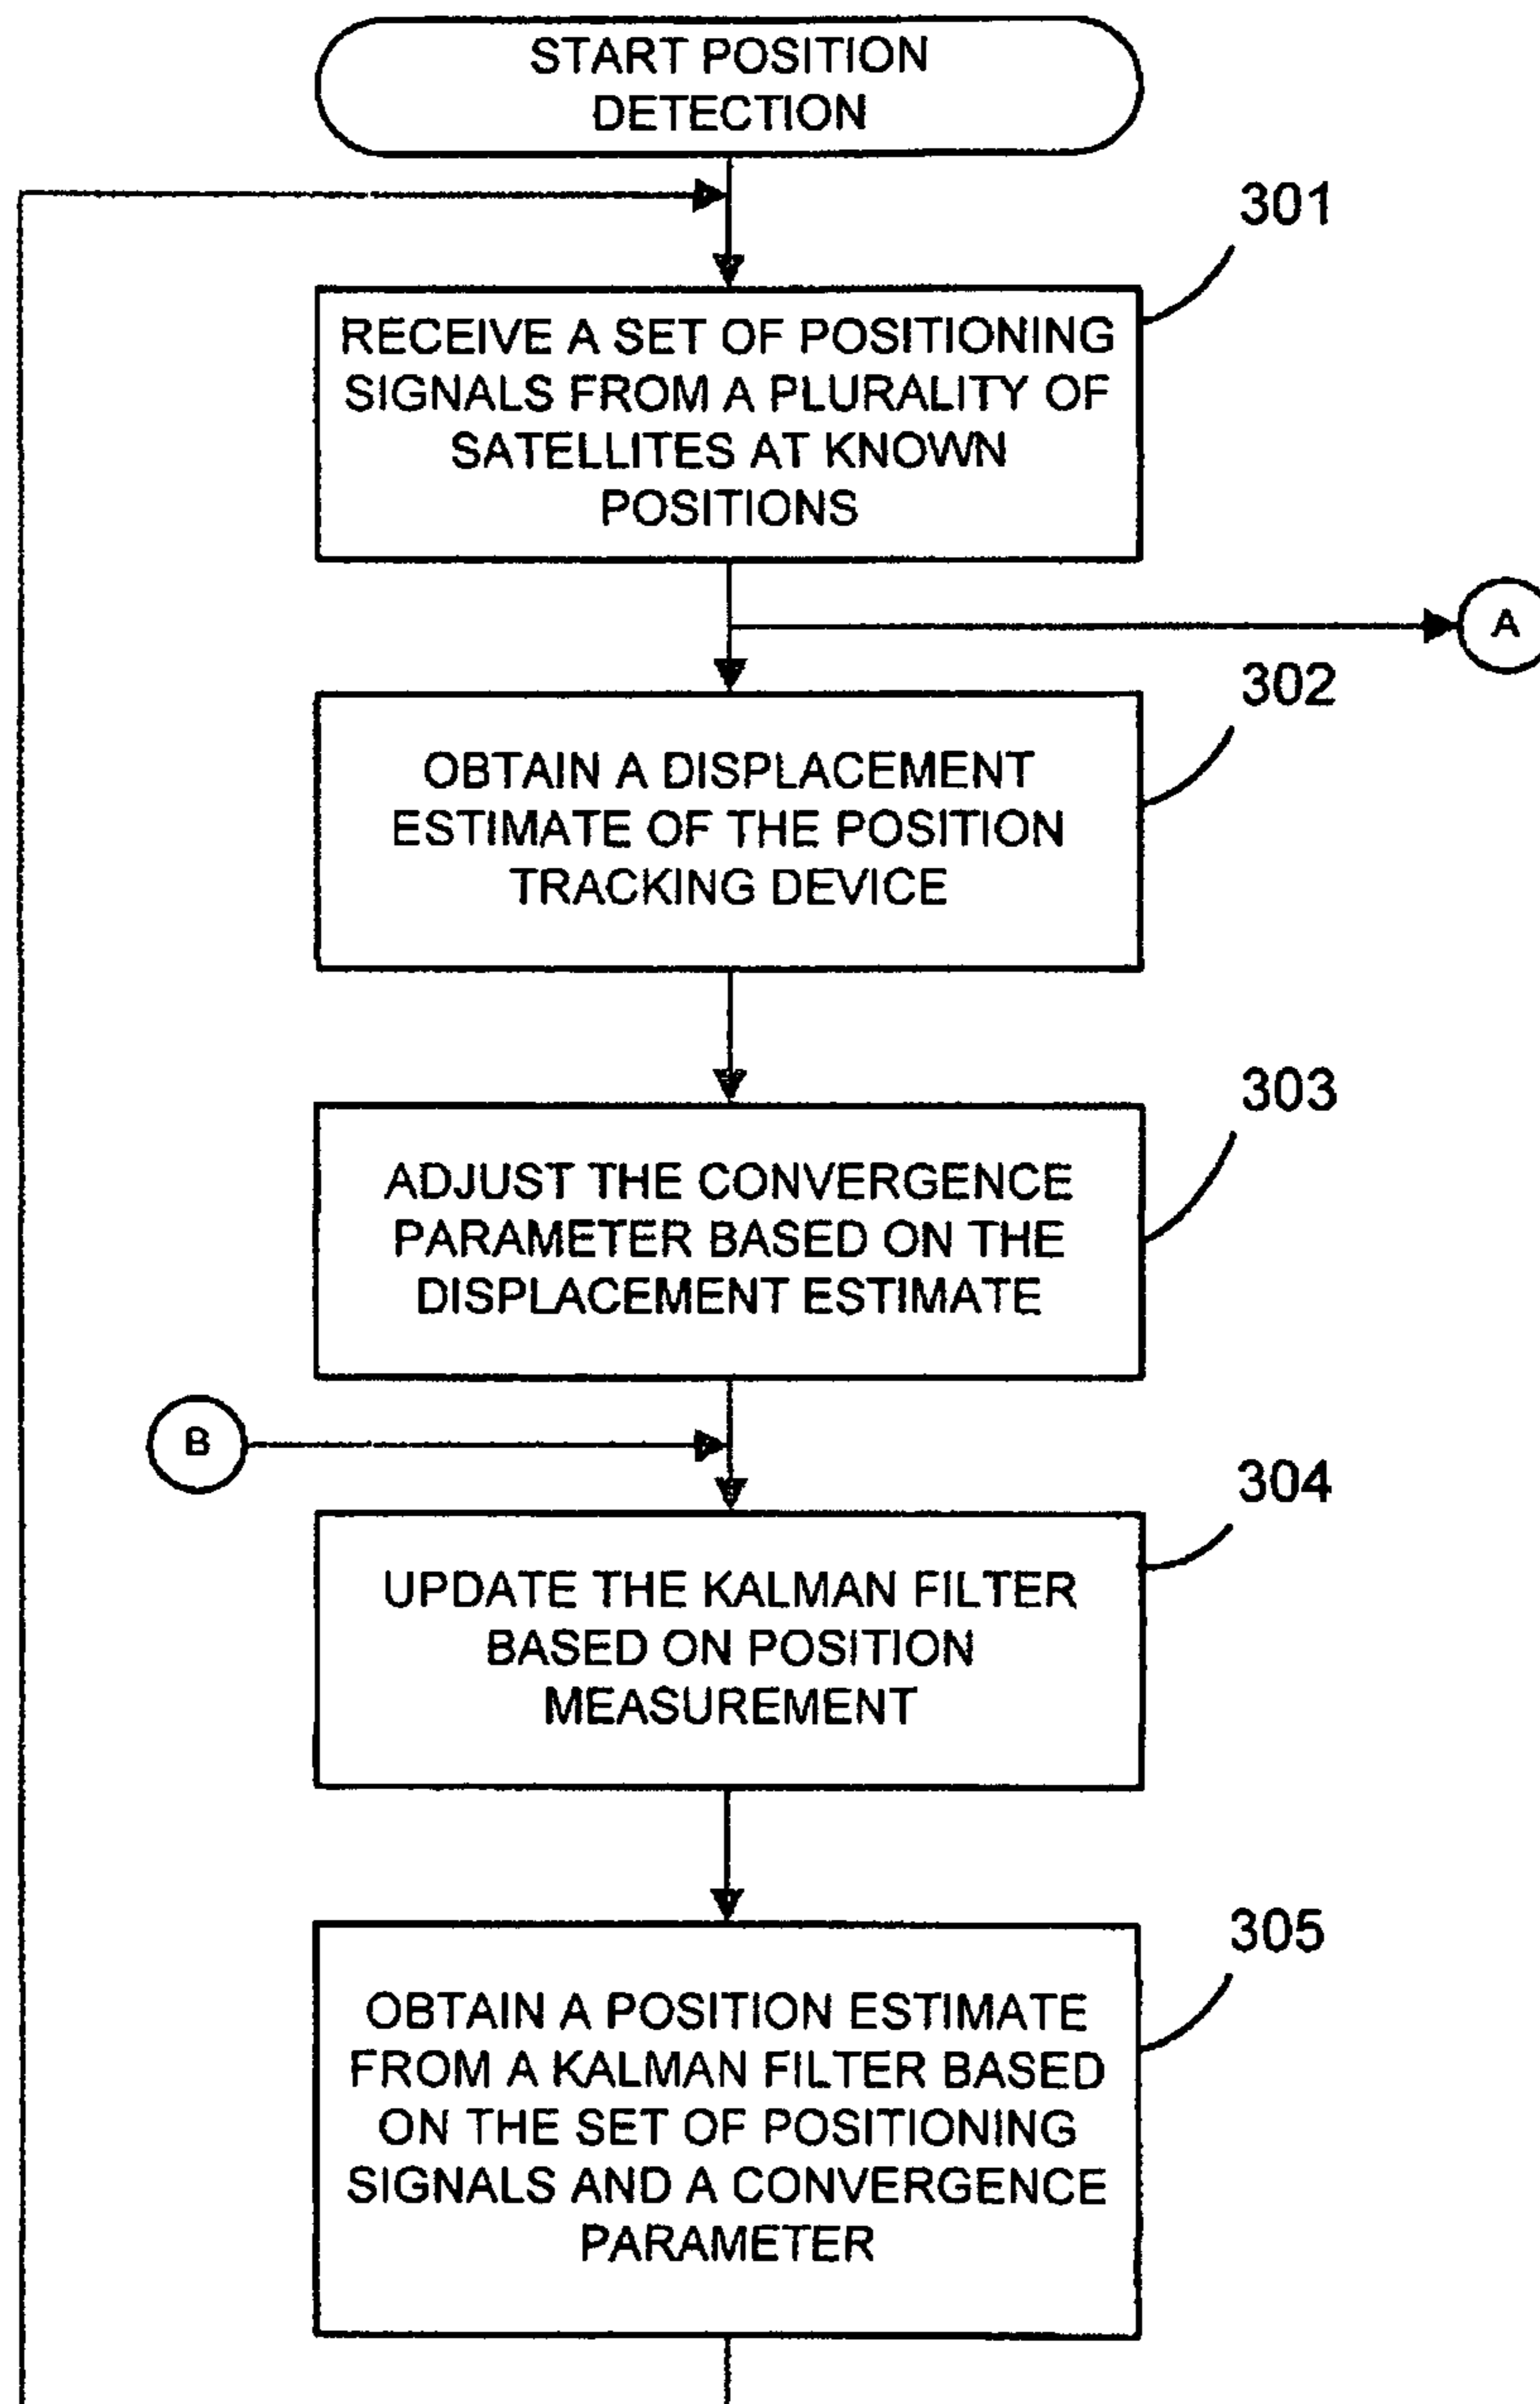 START POSITION
DETECTION
301
RECEIVE A SET OF POSITIONING
SIGNALS FROM A PLURALITY OF
SATELLITES AT KNOWN
POSITIONS
A
302
OBTAIN A DISPLACEMENT
ESTIMATE OF THE POSITION
TRACKING DEVICE
303
ADJUST THE CONVERGENCE
PARAMETER BASED ON THE
DISPLACEMENT ESTIMATE
B
304
UPDATE THE KALMAN FILTER
BASED ON POSITION
MEASUREMENT
305
OBTAIN A POSITION ESTIMATE
FROM A KALMAN FILTER BASED
ON THE SET OF POSITIONING
SIGNALS AND A CONVERGENCE
PARAMETER